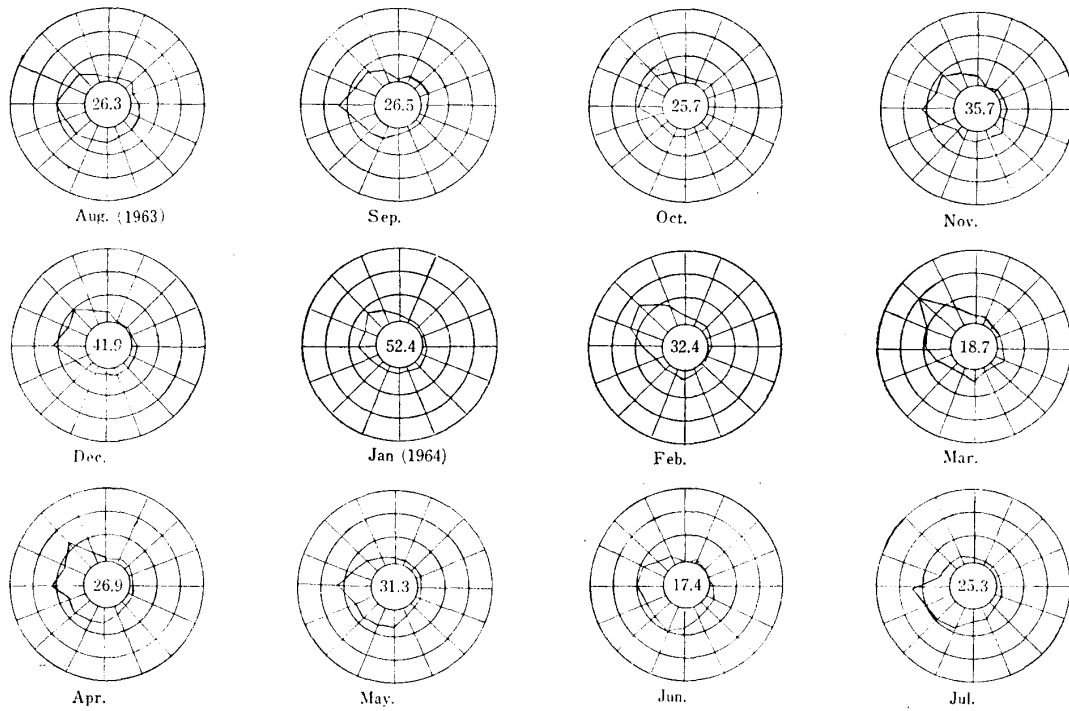 26.3
26.5
25.7
35.7
Aug. (1963)
Sep.
Oct.
Nov.
41.9
52.4
32.4
18.7
Dec.
Jan (1964)
Feb.
Mar.
26.9
31.3
17.4
25.3
Apr.
May.
Jun.
Jul.